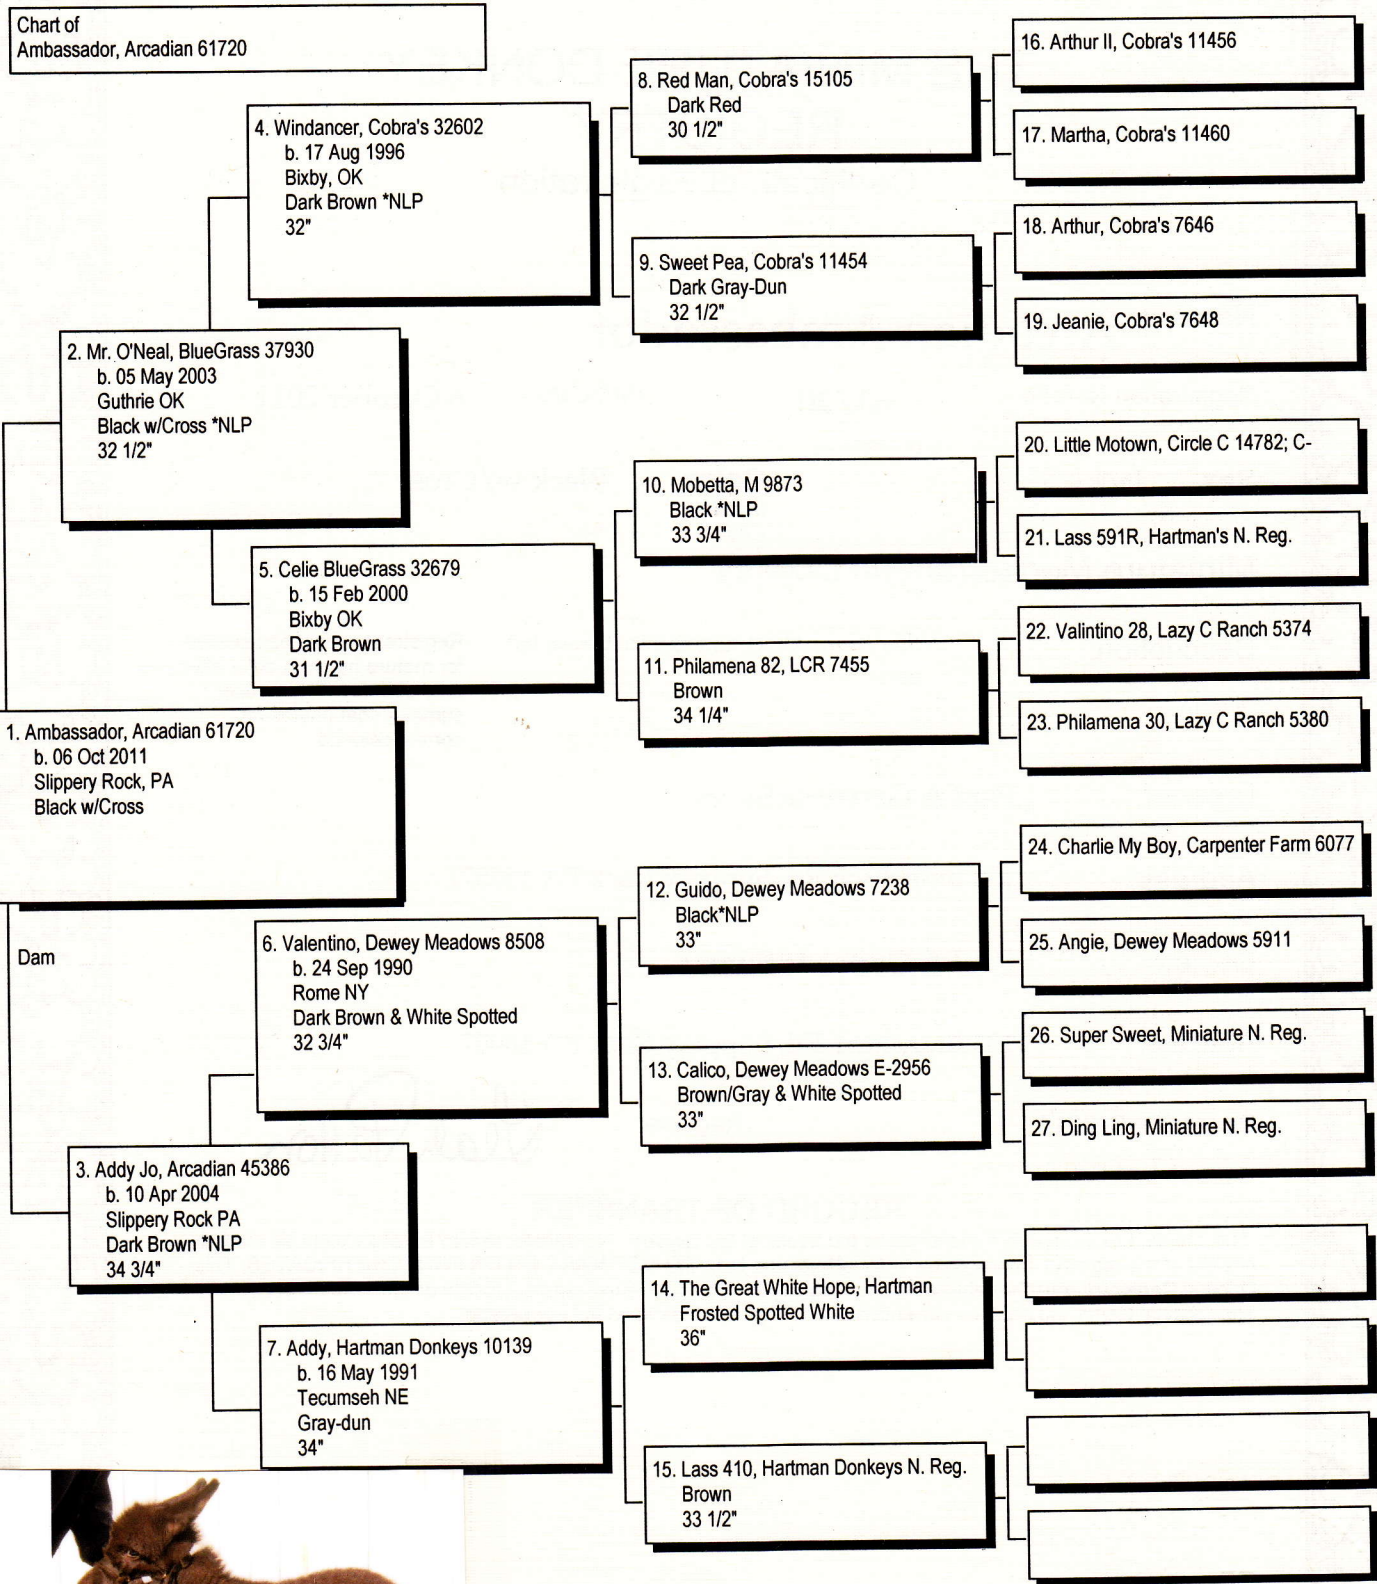 Chart of
Ambassador, Arcadian 61720
1. Ambassador, Arcadian 61720
b. 06 Oct 2011
Slippery Rock, PA
Black w/Cross
Dam
2. Mr. O'Neal, BlueGrass 37930
b. 05 May 2003
Guthrie OK
Black w/Cross *NLP
32 1/2"
3. Addy Jo, Arcadian 45386
b. 10 Apr 2004
Slippery Rock PA
Dark Brown *NLP
34 3/4"
4. Windancer, Cobra's 32602
b. 17 Aug 1996
Bixby, OK
Dark Brown *NLP
32"
5. Celie BlueGrass 32679
b. 15 Feb 2000
Bixby OK
Dark Brown
31 1/2"
6. Valentino, Dewey Meadows 8508
b. 24 Sep 1990
Rome NY
Dark Brown & White Spotted
32 3/4"
7. Addy, Hartman Donkeys 10139
b. 16 May 1991
Tecumseh NE
Gray-dun
34"
8. Red Man, Cobra's 15105
Dark Red
30 1/2"
9. Sweet Pea, Cobra's 11454
Dark Gray-Dun
32 1/2"
10. Mobetta, M 9873
Black *NLP
33 3/4"
11. Philamena 82, LCR 7455
Brown
34 1/4"
12. Guido, Dewey Meadows 7238
Black*NLP
33"
13. Calico, Dewey Meadows E-2956
Brown/Gray & White Spotted
33"
14. The Great White Hope, Hartman
Frosted Spotted White
36"
15. Lass 410, Hartman Donkeys N. Reg.
Brown
33 1/2"
16. Arthur II, Cobra's 11456
17. Martha, Cobra's 11460
18. Arthur, Cobra's 7646
19. Jeanie, Cobra's 7648
20. Little Motown, Circle C 14782; C-
21. Lass 591R, Hartman's N. Reg.
22. Valintino 28, Lazy C Ranch 5374
23. Philamena 30, Lazy C Ranch 5380
24. Charlie My Boy, Carpenter Farm 6077
25. Angie, Dewey Meadows 5911
26. Super Sweet, Miniature N. Reg.
27. Ding Ling, Miniature N. Reg.